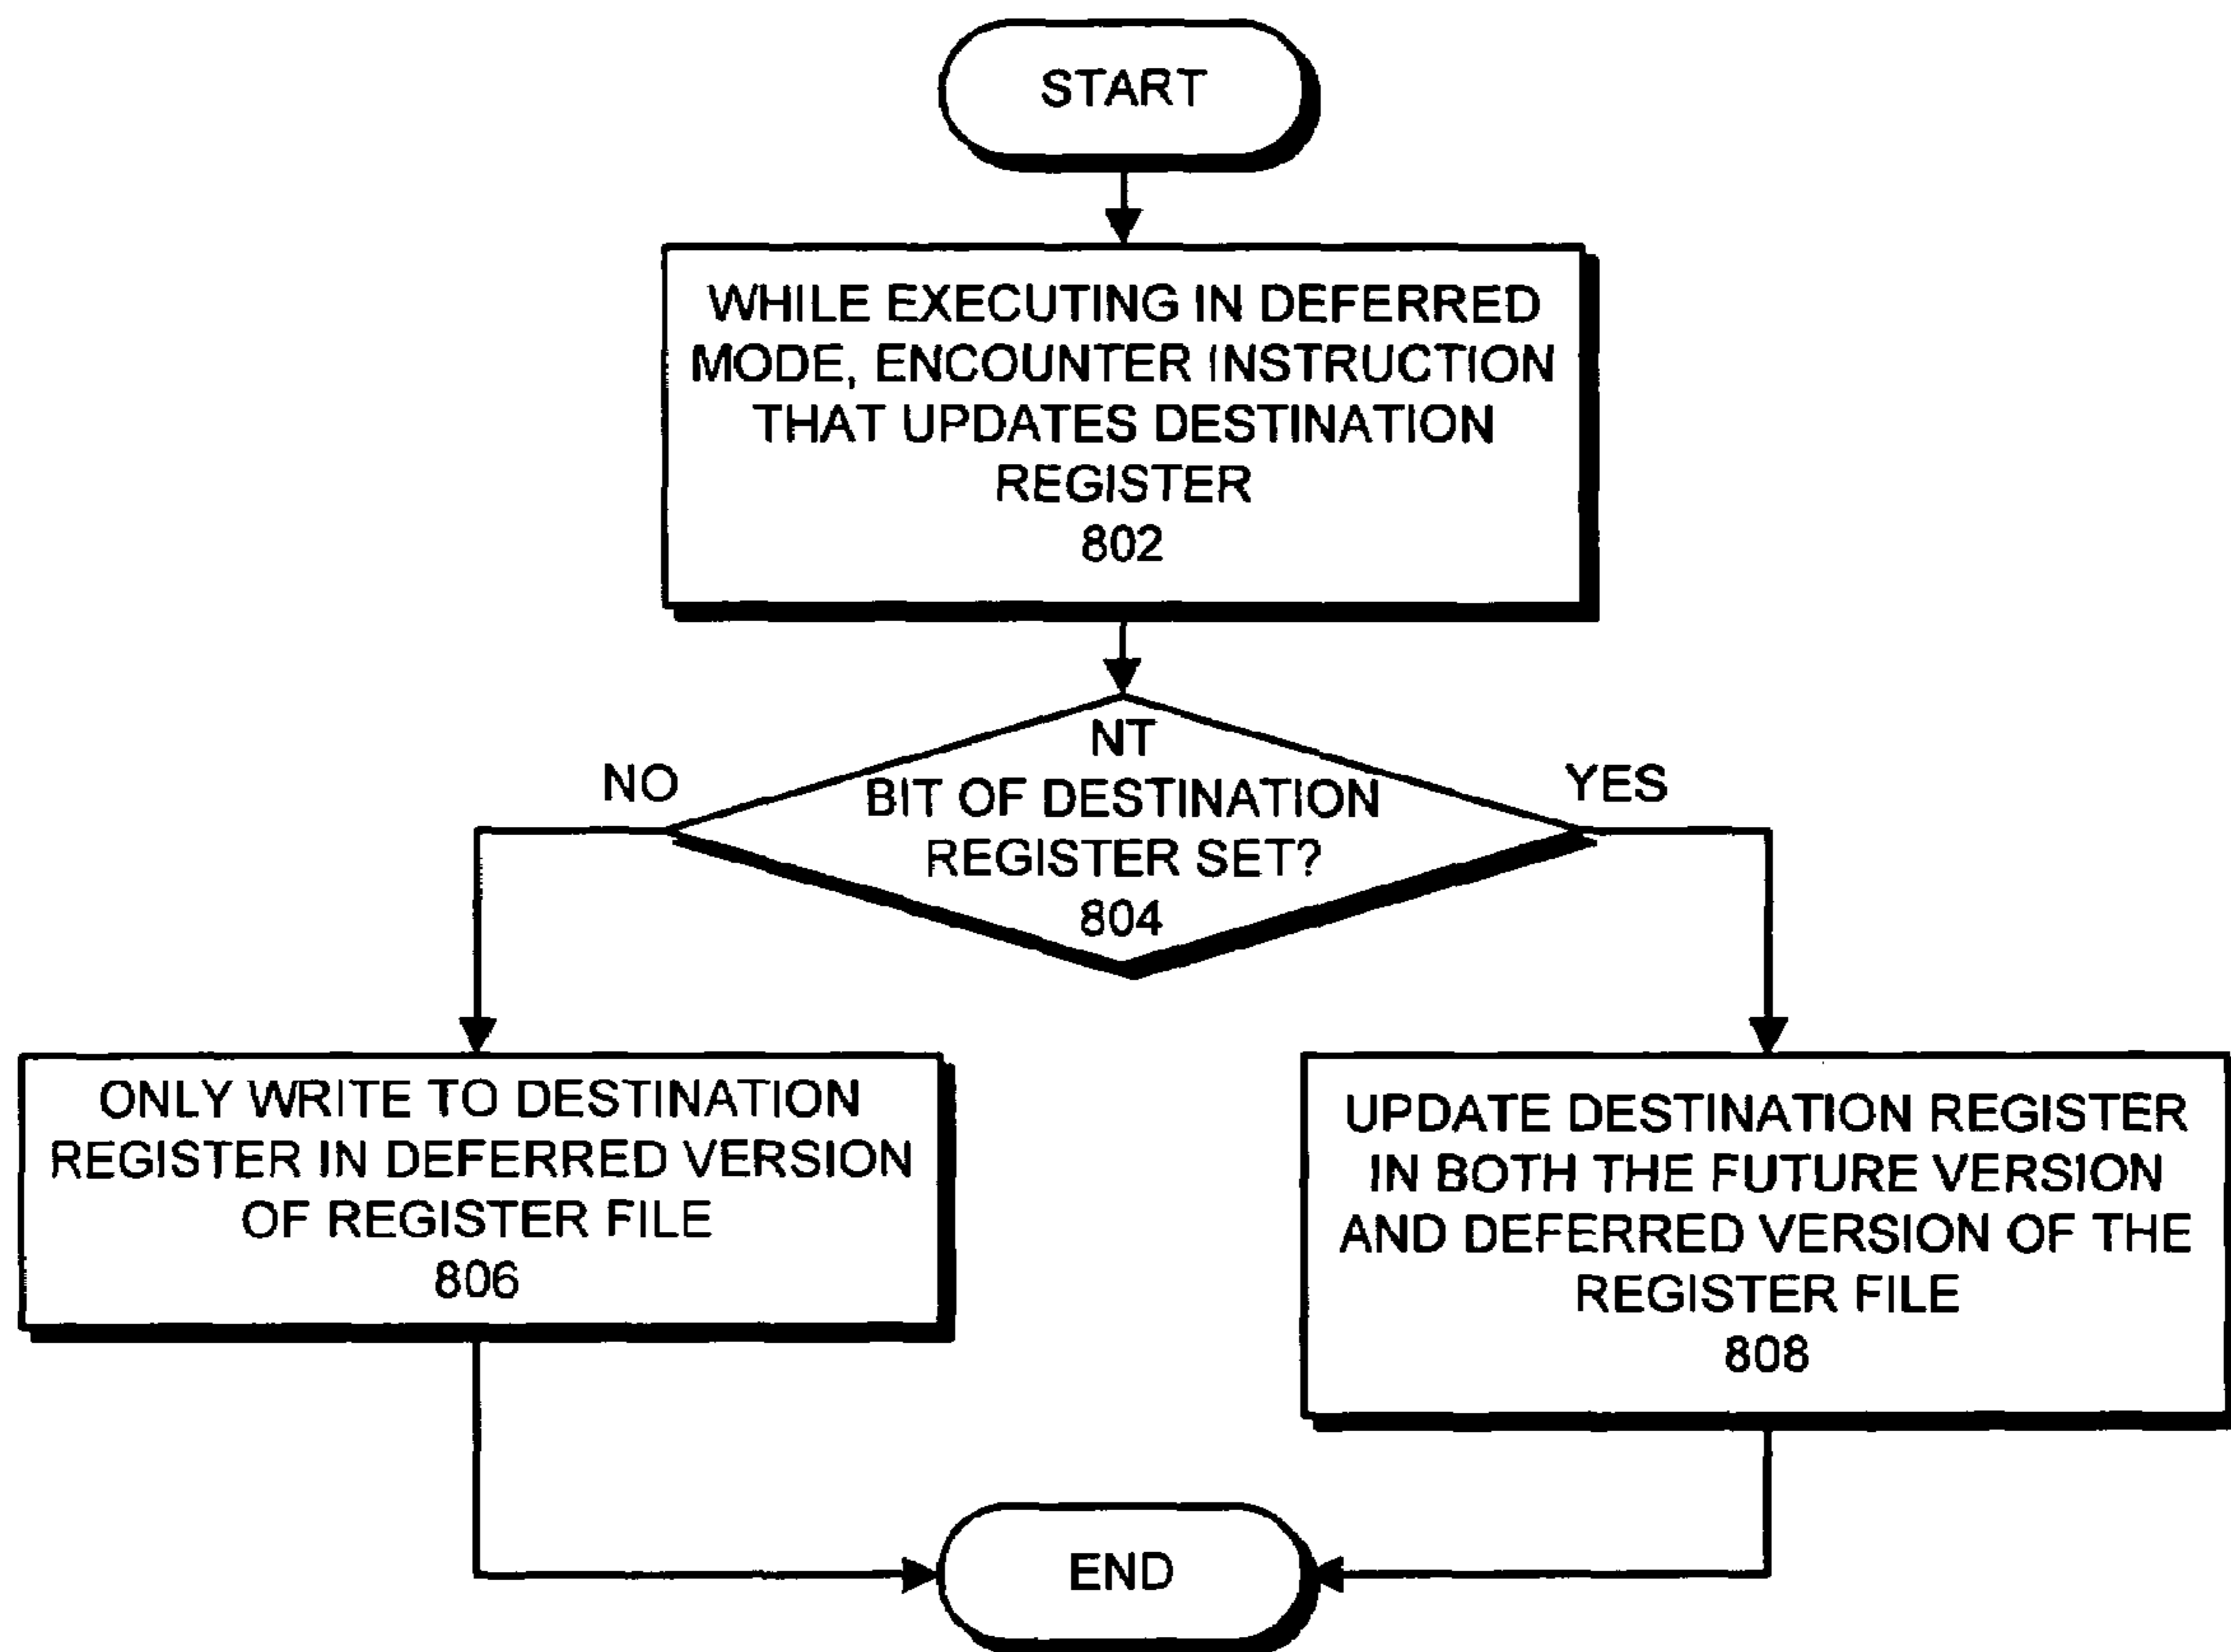 START
WHILE EXECUTING IN DEFERRED
MODE, ENCOUNTER INSTRUCTION
THAT UPDATES DESTINATION
REGISTER
802
NT
BIT OF DESTINATION
REGISTER SET?
804
NO
YES
ONLY WRITE TO DESTINATION
REGISTER IN DEFERRED VERSION
OF REGISTER FILE
806
UPDATE DESTINATION REGISTER
IN BOTH THE FUTURE VERSION
AND DEFERRED VERSION OF THE
REGISTER FILE
808
END